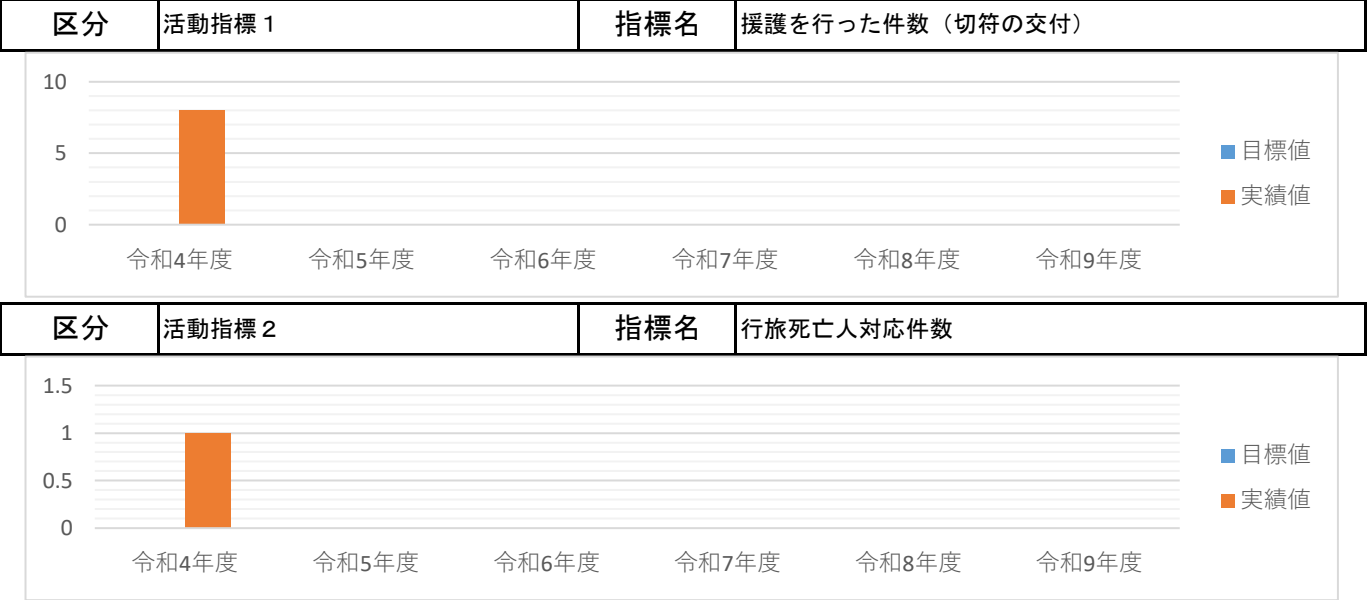 区分 活動指標１ 指標名 援護を行った件数（切符の交付）
10
5
0
令和4年度 令和5年度 令和6年度 令和7年度 令和8年度 令和9年度
目標値
実績値
区分 活動指標２ 指標名 行旅死亡人対応件数
1.5
1
0.5
0
令和4年度 令和5年度 令和6年度 令和7年度 令和8年度 令和9年度
目標値
実績値